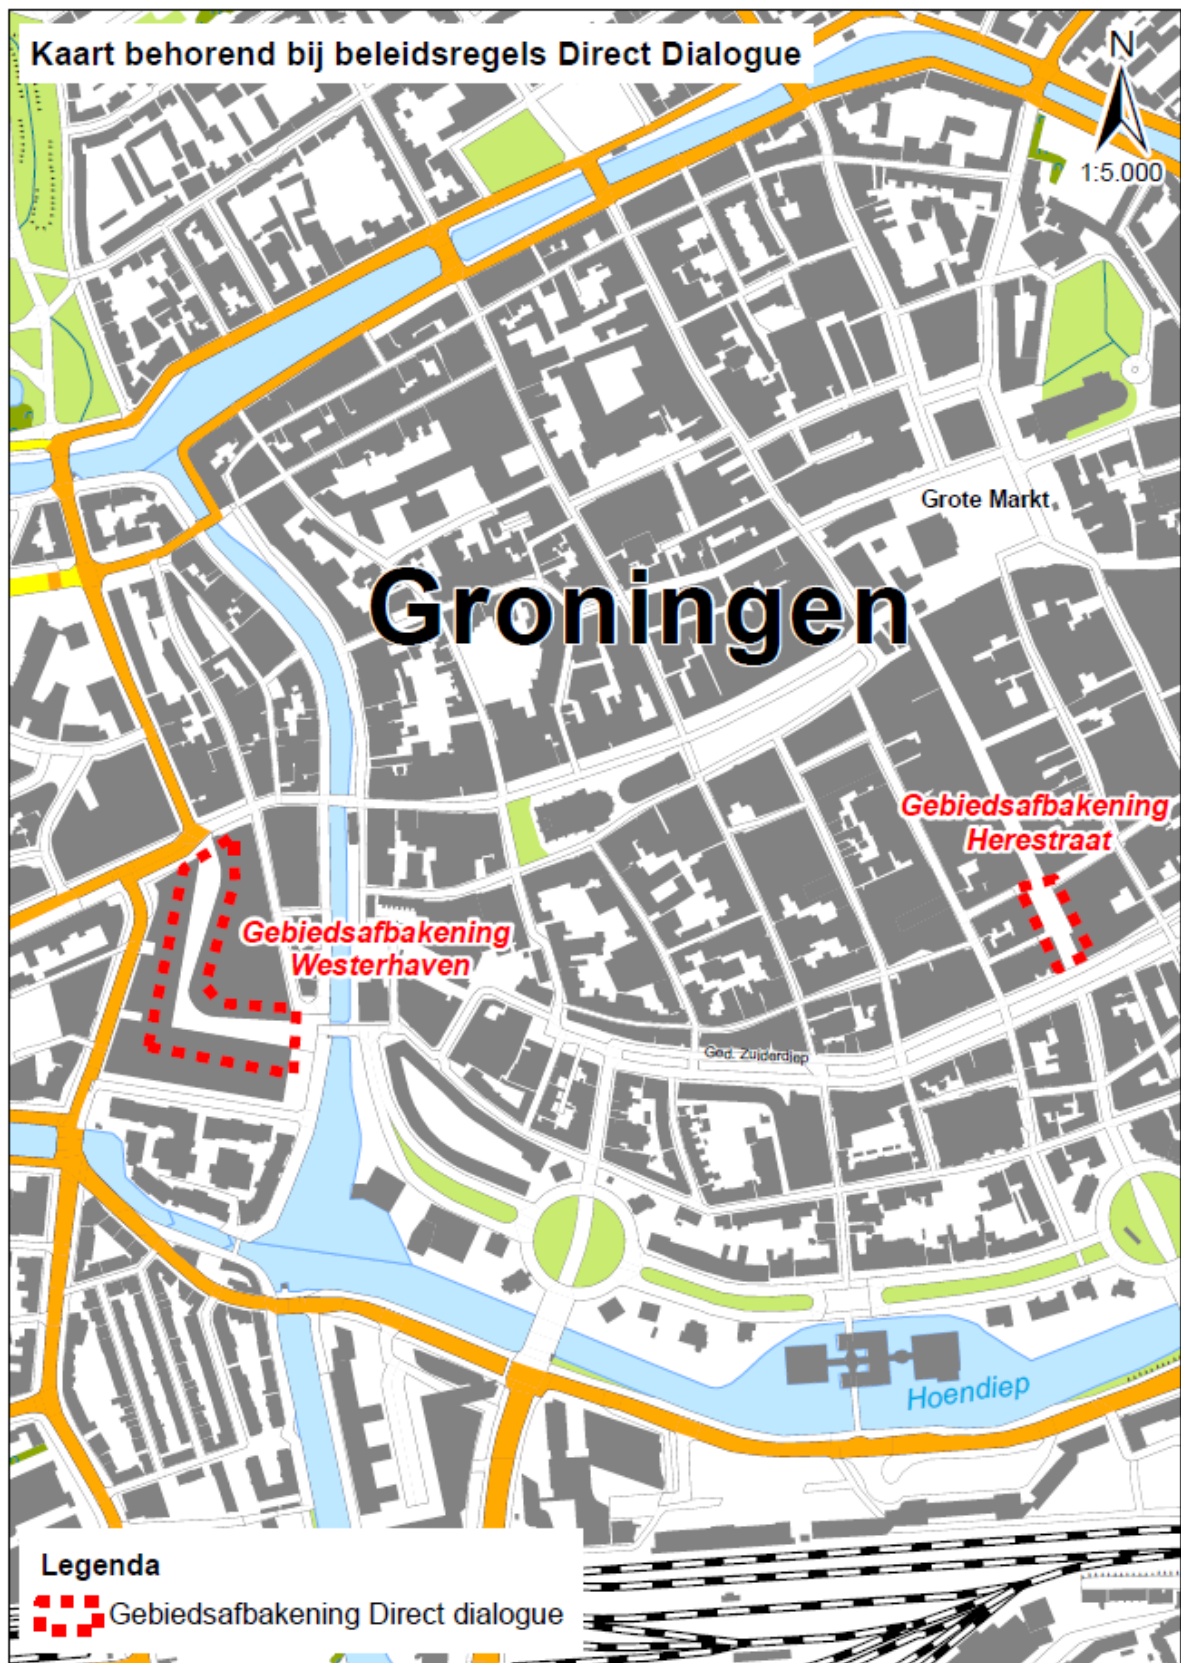 Kaart behorend bij beleidsregels Direct Dialogue
N
1:5.000
Grote Markt
Groningen
Gebiedsafbakening
Herestraat
Gebiedsafbakening
Westerhaven
Ged. Zuiderdiep
Hoendiep
Legenda
Gebiedsafbakening Direct dialogue